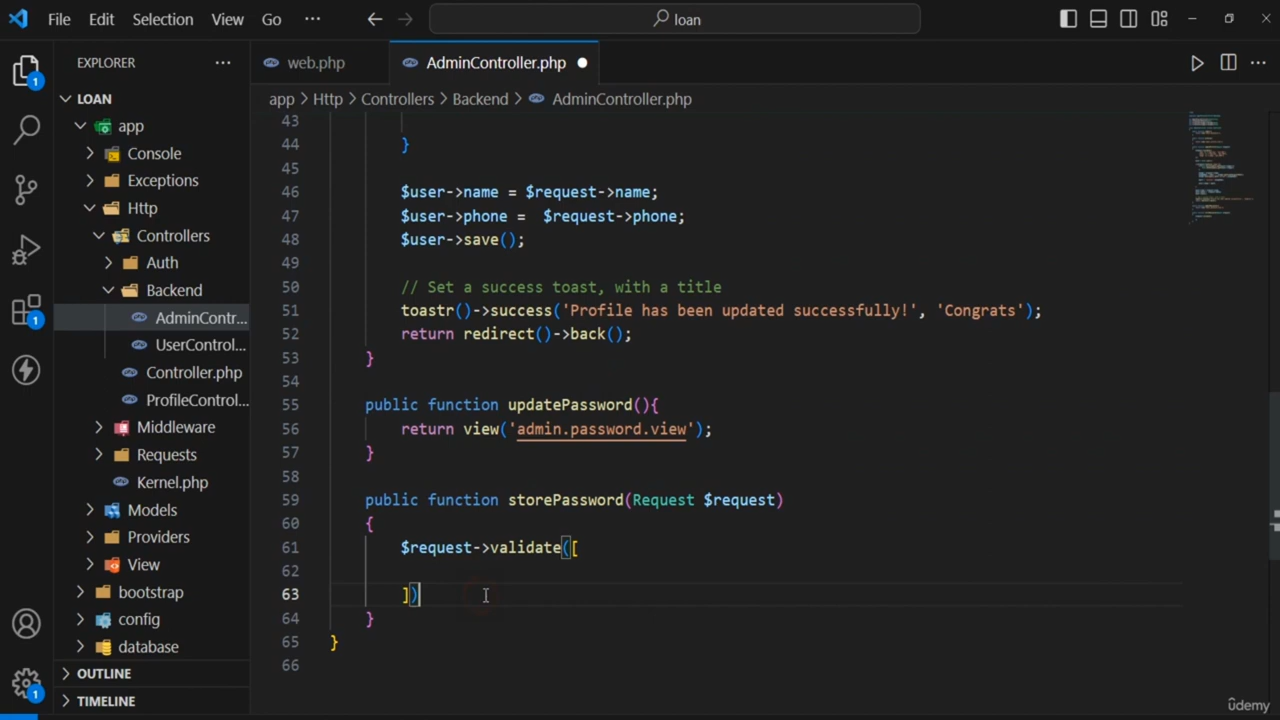 File Edit Selection View Go ··· loan
EXPLORER ···
web.php AdminController.php
app > Http > Controllers > Backend > AdminController.php
LOAN
app
Console
Exceptions
Http
Controllers
Auth
Backend
AdminContr...
UserControl...
Controller.php
ProfileControl...
Middleware
Requests
Kernel.php
Models
Providers
View
bootstrap
config
database
OUTLINE
TIMELINE
1
1
1
43
44 }
45
46 $user->name = $request->name;
47 $user->phone =  $request->phone;
48 $user->save();
49
50 // Set a success toast, with a title
51 toastr()->success('Profile has been updated successfully!', 'Congrats');
52 return redirect()->back();
53 }
54
55 public function updatePassword(){
56 return view('admin.password.view');
57 }
58
59 public function storePassword(Request $request)
60 {
61 $request->validate([
62
63 ])
64 }
65 }
66
ûdemy